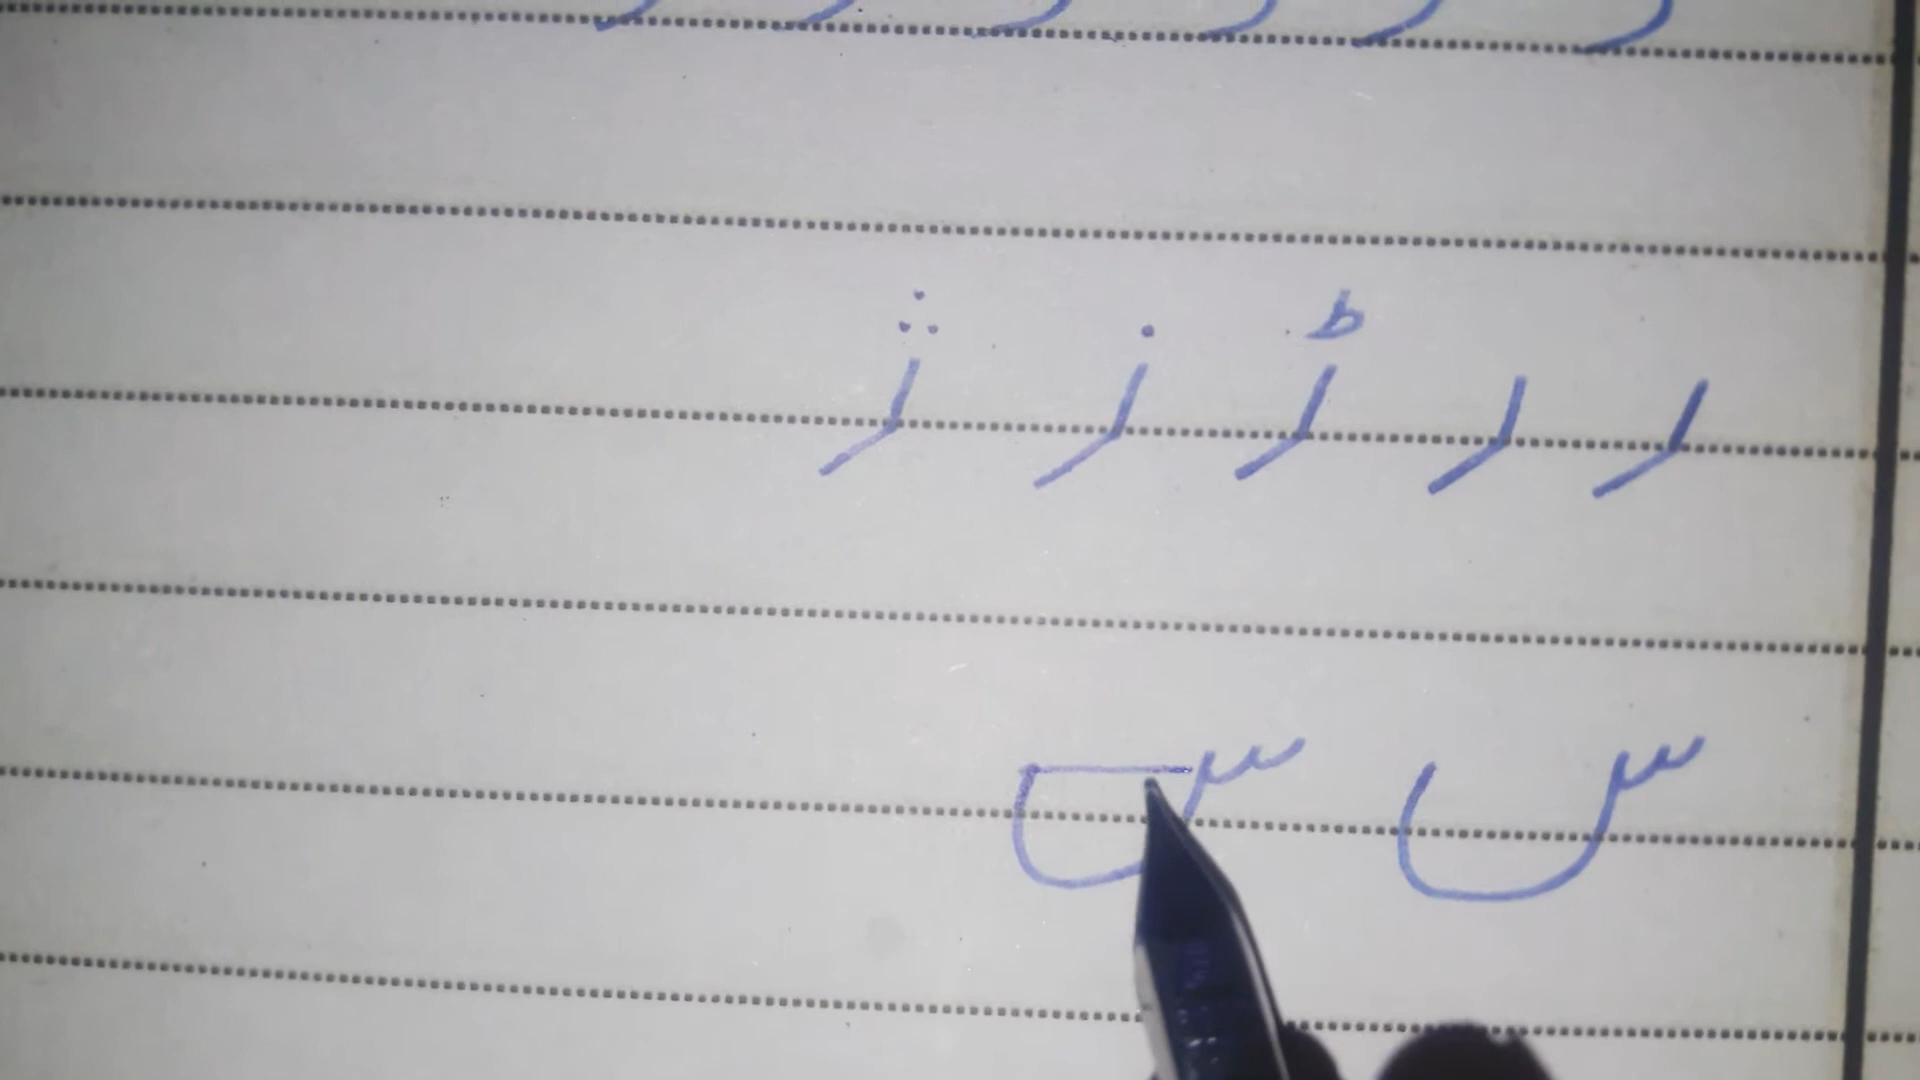 ر ر ڑ ز ژ
س س